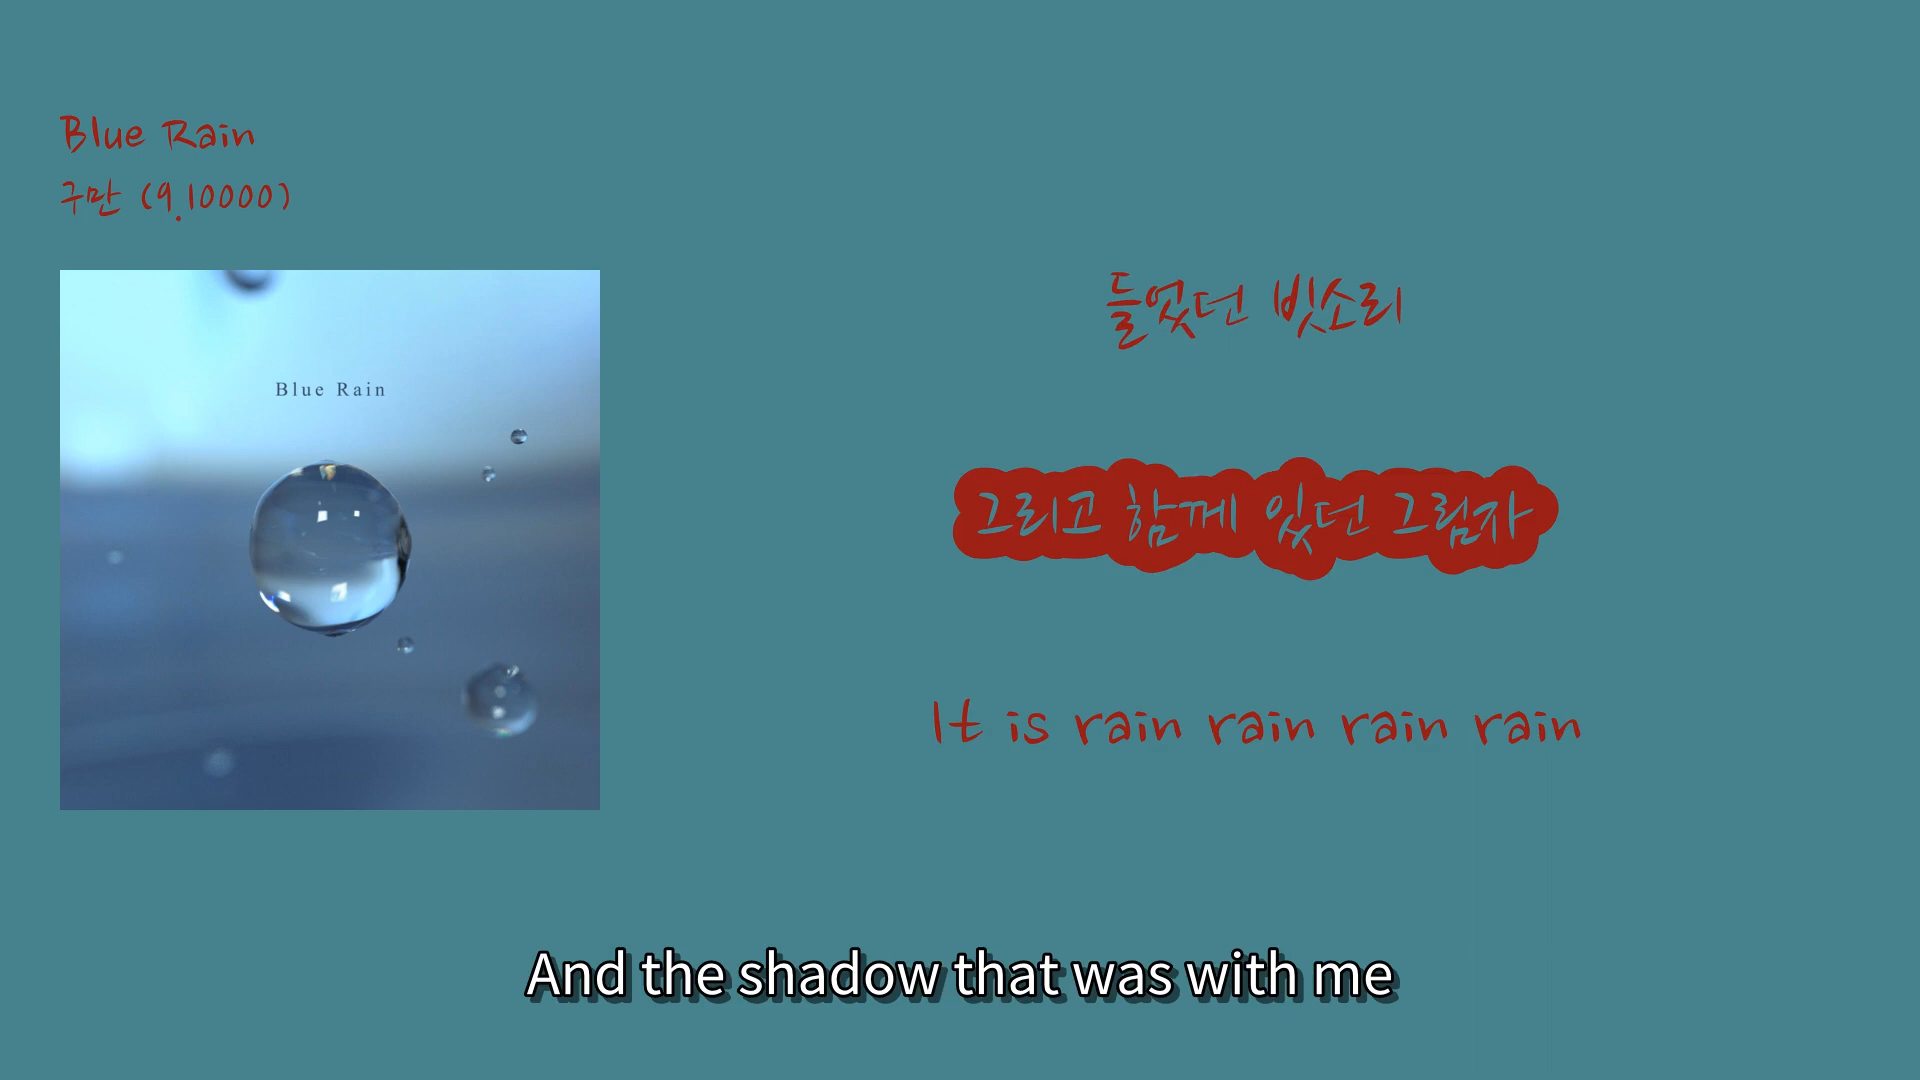 Blue Rain
구만 (9.10000)
Blue Rain
들었던 빗소리
그리고 함께 있던 그림자
It is rain rain rain rain
And the shadow that was with me